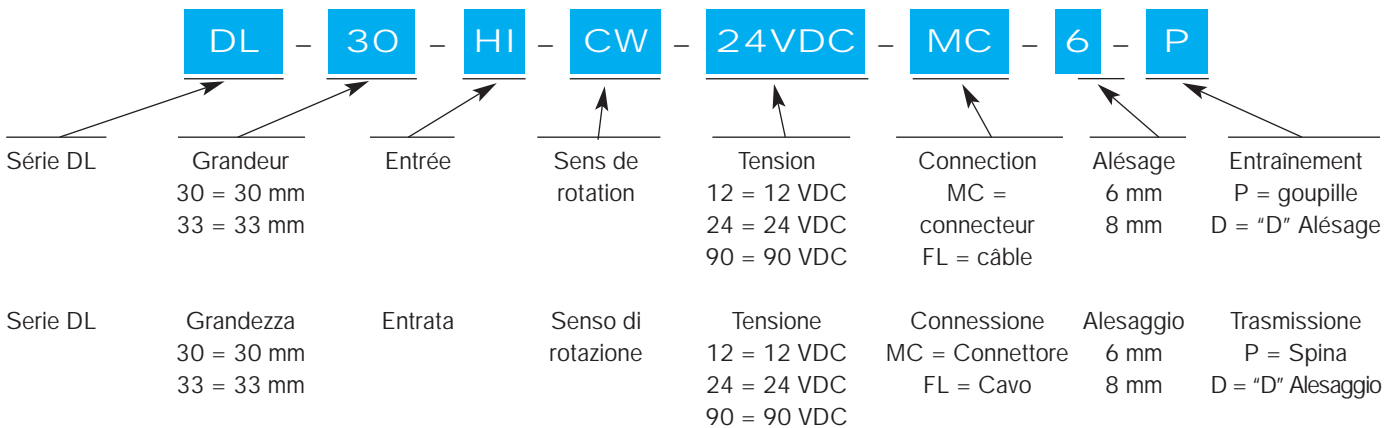 DL – 30 – HI – CW – 24VDC – MC – 6 – P
Série DL Grandeur Entrée Sens de Tension Connection Alésage Entraînement
30 = 30 mm rotation 12 = 12 VDC MC = 6 mm P = goupille
33 = 33 mm 24 = 24 VDC connecteur 8 mm D = "D" Alésage
90 = 90 VDC FL = câble
Serie DL Grandezza Entrata Senso di Tensione Connessione Alesaggio Trasmissione
30 = 30 mm rotazione 12 = 12 VDC MC = Connettore 6 mm P = Spina
33 = 33 mm 24 = 24 VDC FL = Cavo 8 mm D = "D" Alesaggio
90 = 90 VDC